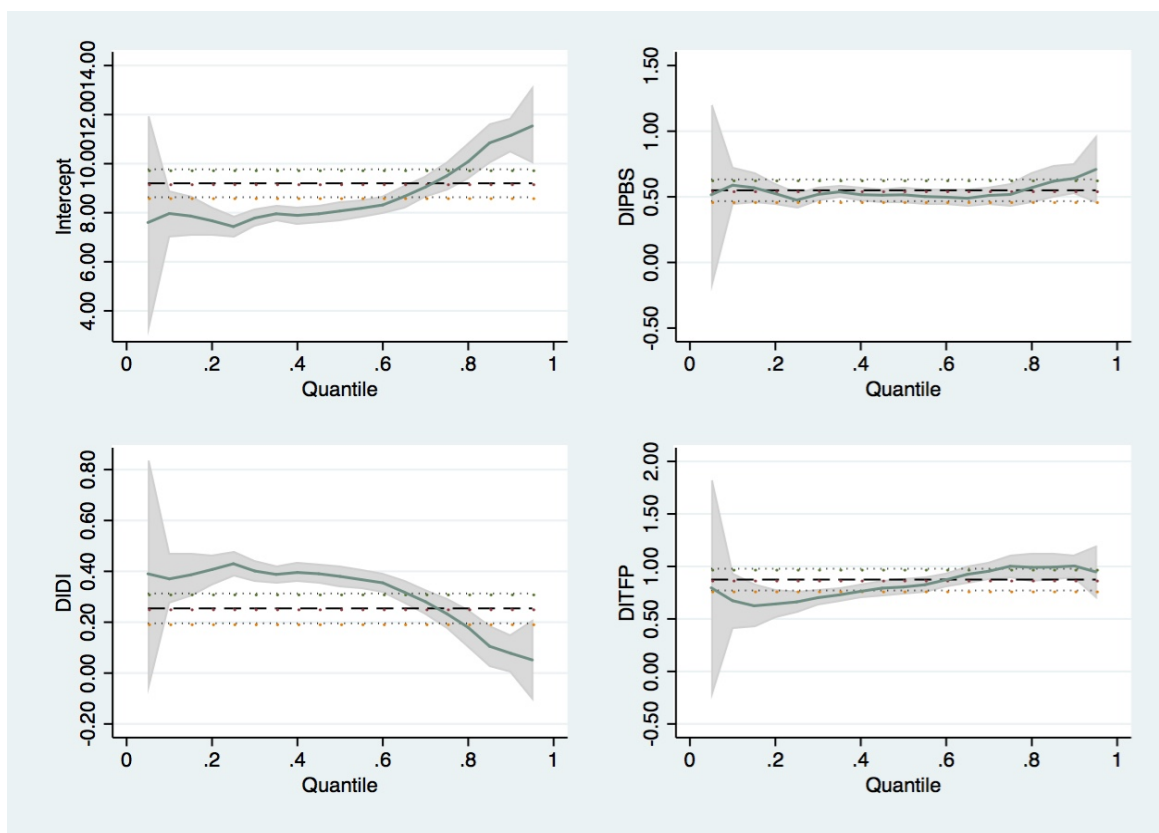 Intercept
4.00 6.00 8.00 10.00 12.00 14.00
0 .2 .4 .6 .8 1
Quantile
DIPBS
-0.50 0.00 0.50 1.00 1.50
0 .2 .4 .6 .8 1
Quantile
DIDI
-0.20 0.00 0.20 0.40 0.60 0.80
0 .2 .4 .6 .8 1
Quantile
DITFP
-0.50 0.00 0.50 1.00 1.50 2.00
0 .2 .4 .6 .8 1
Quantile